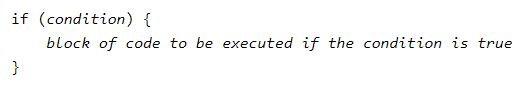 if (condition) {
    block of code to be executed if the condition is true
}